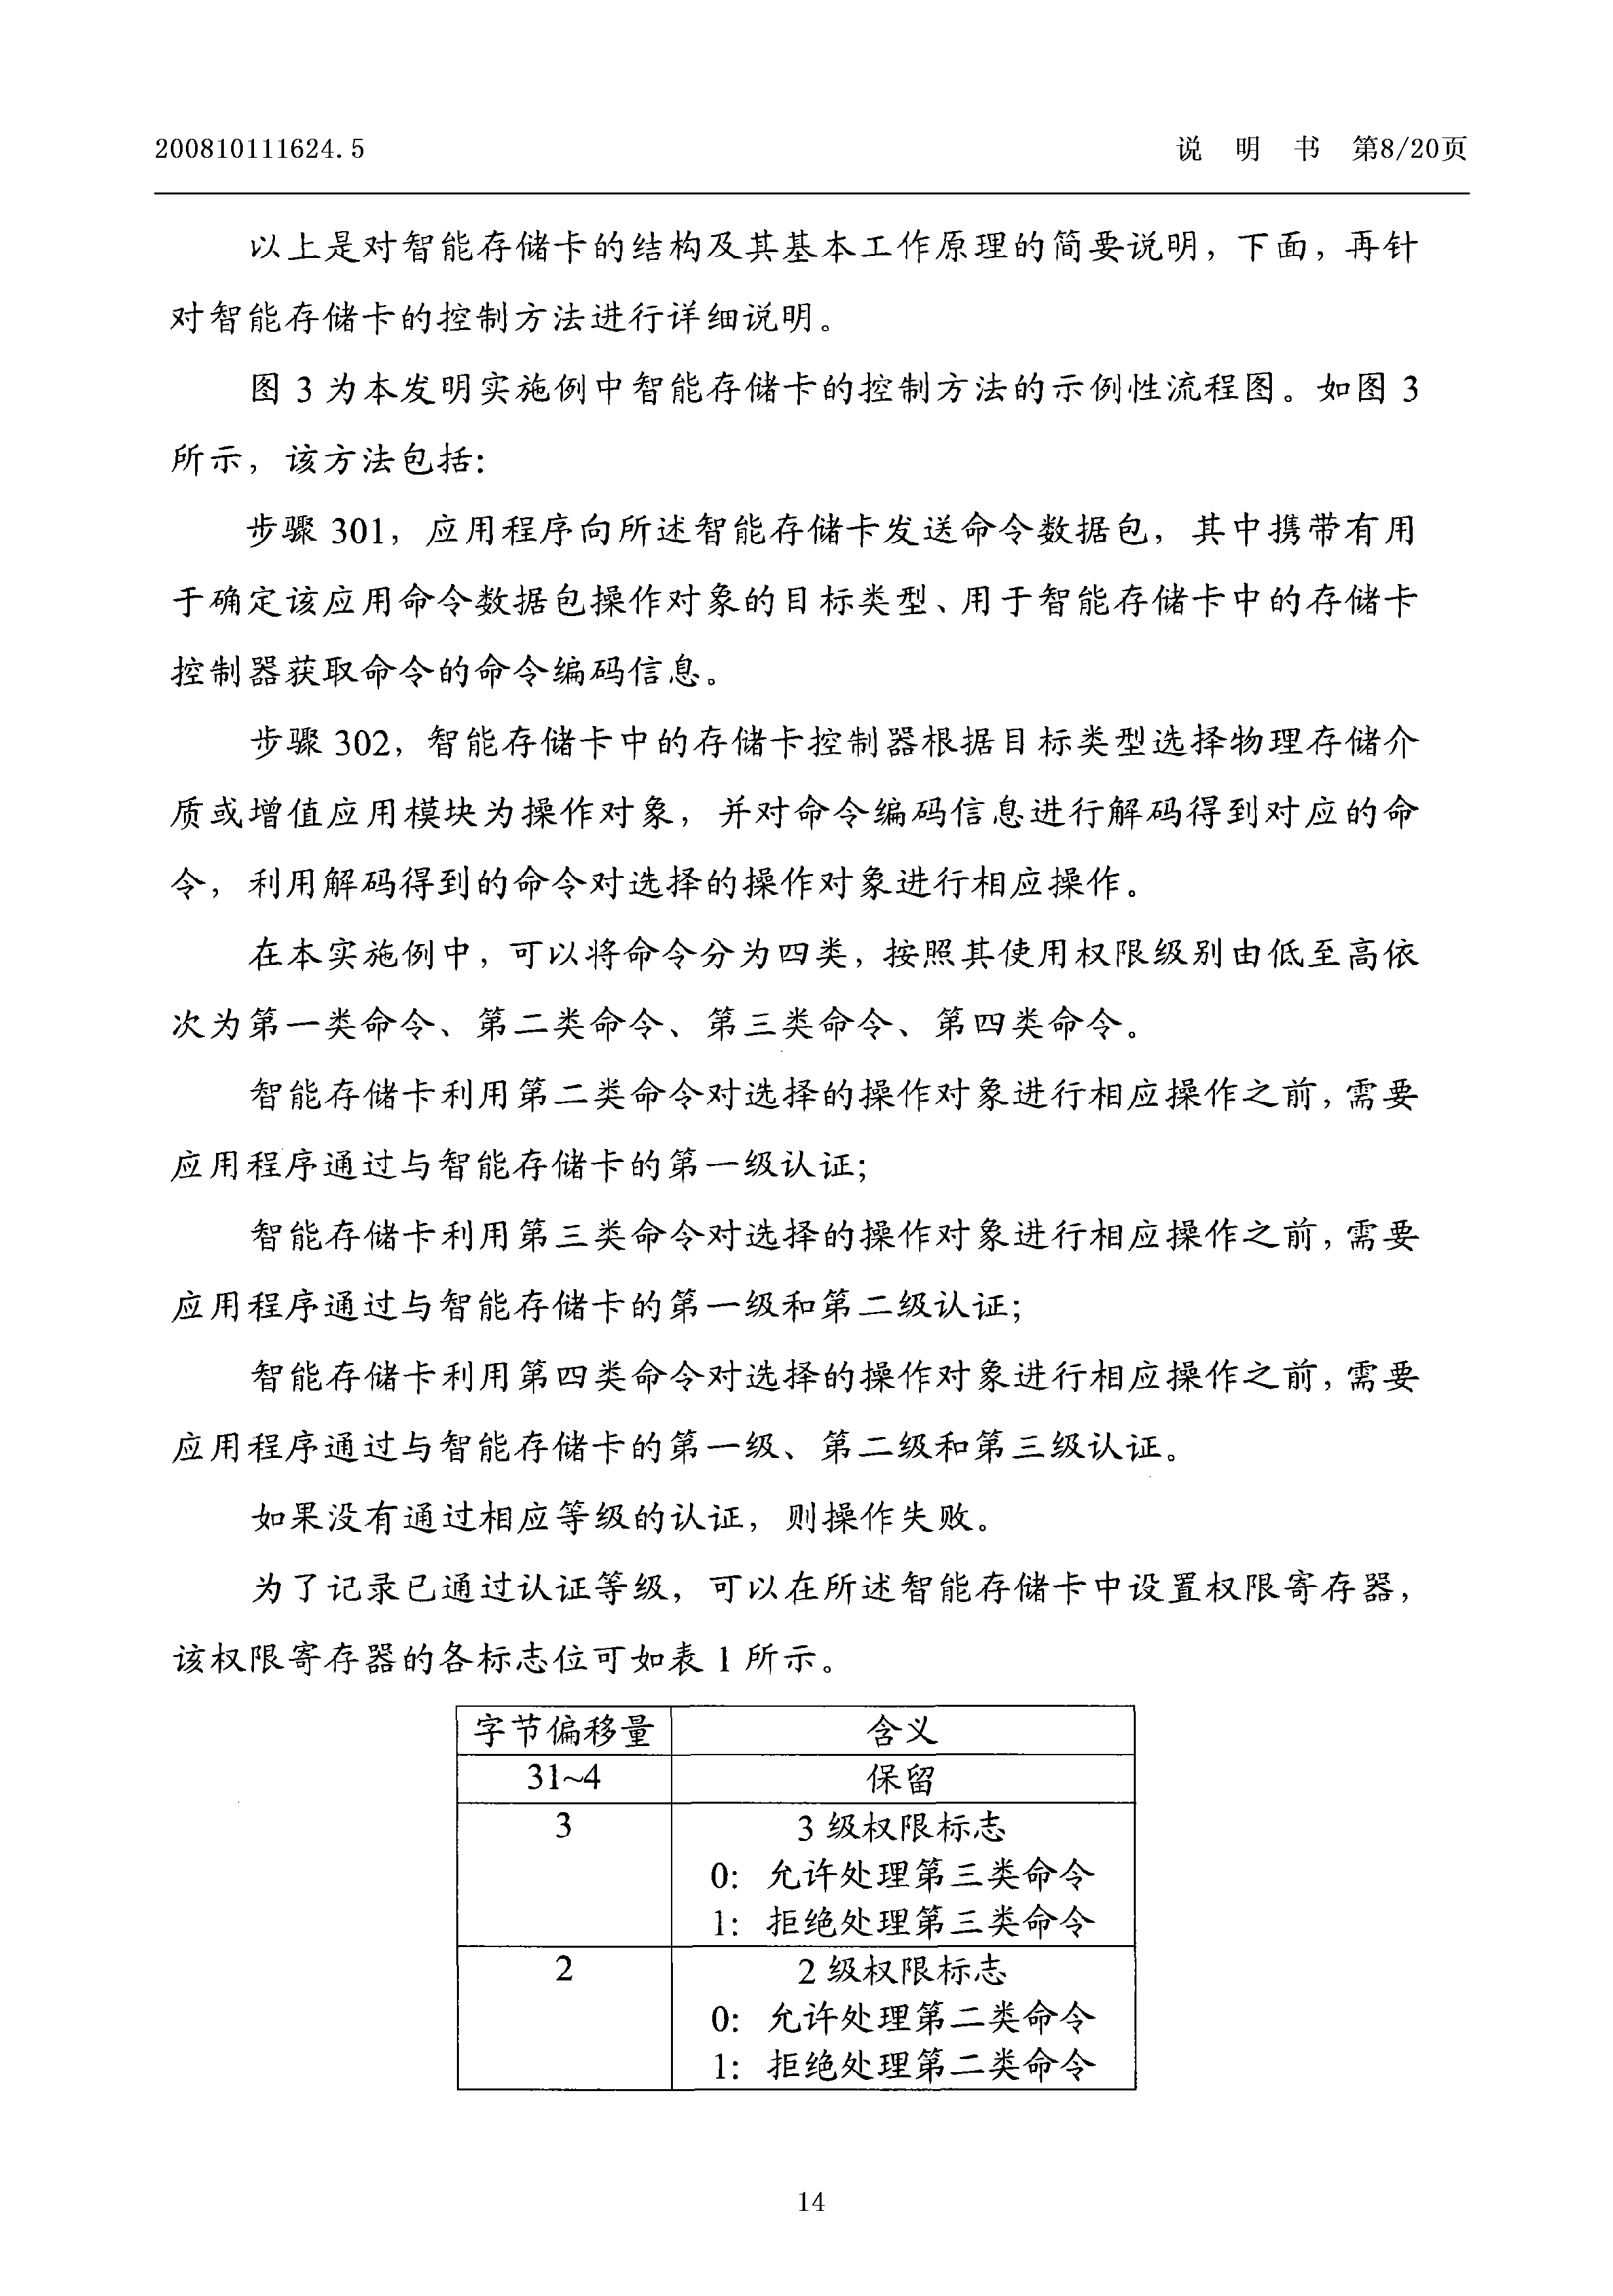 200810111624.5 说 明 书 第8/20页
以上是对智能存储卡的结构及其基本工作原理的简要说明，下面，再针
对智能存储卡的控制方法进行详细说明。
图 3 为本发明实施例中智能存储卡的控制方法的示例性流程图。如图 3
所示，该方法包括：
步骤 301，应用程序向所述智能存储卡发送命令数据包，其中携带有用
于确定该应用命令数据包操作对象的目标类型、用于智能存储卡中的存储卡
控制器获取命令的命令编码信息。
步骤 302，智能存储卡中的存储卡控制器根据目标类型选择物理存储介
质或增值应用模块为操作对象，并对命令编码信息进行解码得到对应的命
令，利用解码得到的命令对选择的操作对象进行相应操作。
在本实施例中，可以将命令分为四类，按照其使用权限级别由低至高依
次为第一类命令、第二类命令、第三类命令、第四类命令。
智能存储卡利用第二类命令对选择的操作对象进行相应操作之前，需要
应用程序通过与智能存储卡的第一级认证；
智能存储卡利用第三类命令对选择的操作对象进行相应操作之前，需要
应用程序通过与智能存储卡的第一级和第二级认证；
智能存储卡利用第四类命令对选择的操作对象进行相应操作之前，需要
应用程序通过与智能存储卡的第一级、第二级和第三级认证。
如果没有通过相应等级的认证，则操作失败。
为了记录已通过认证等级，可以在所述智能存储卡中设置权限寄存器，
该权限寄存器的各标志位可如表 1 所示。
字节偏移量 含义
31~4 保留
3 3 级权限标志
0: 允许处理第三类命令
1: 拒绝处理第三类命令
2 2 级权限标志
0: 允许处理第二类命令
1: 拒绝处理第二类命令
14